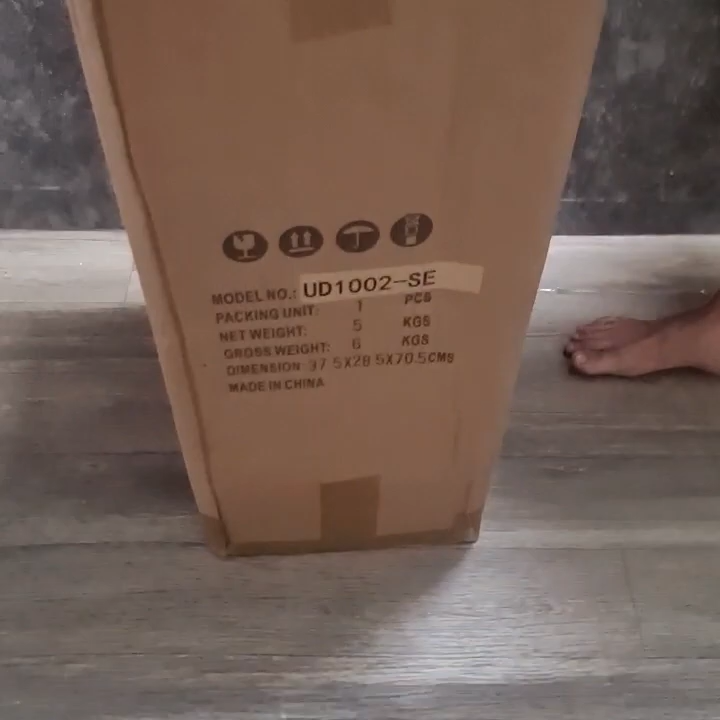 MODEL NO.: UD1002-SE
PACKING UNIT: 1 PCS
NET WEIGHT: 5 KGS
GROSS WEIGHT: 6 KGS
DIMENSION: 37.5X28.5X70.5CMS
MADE IN CHINA